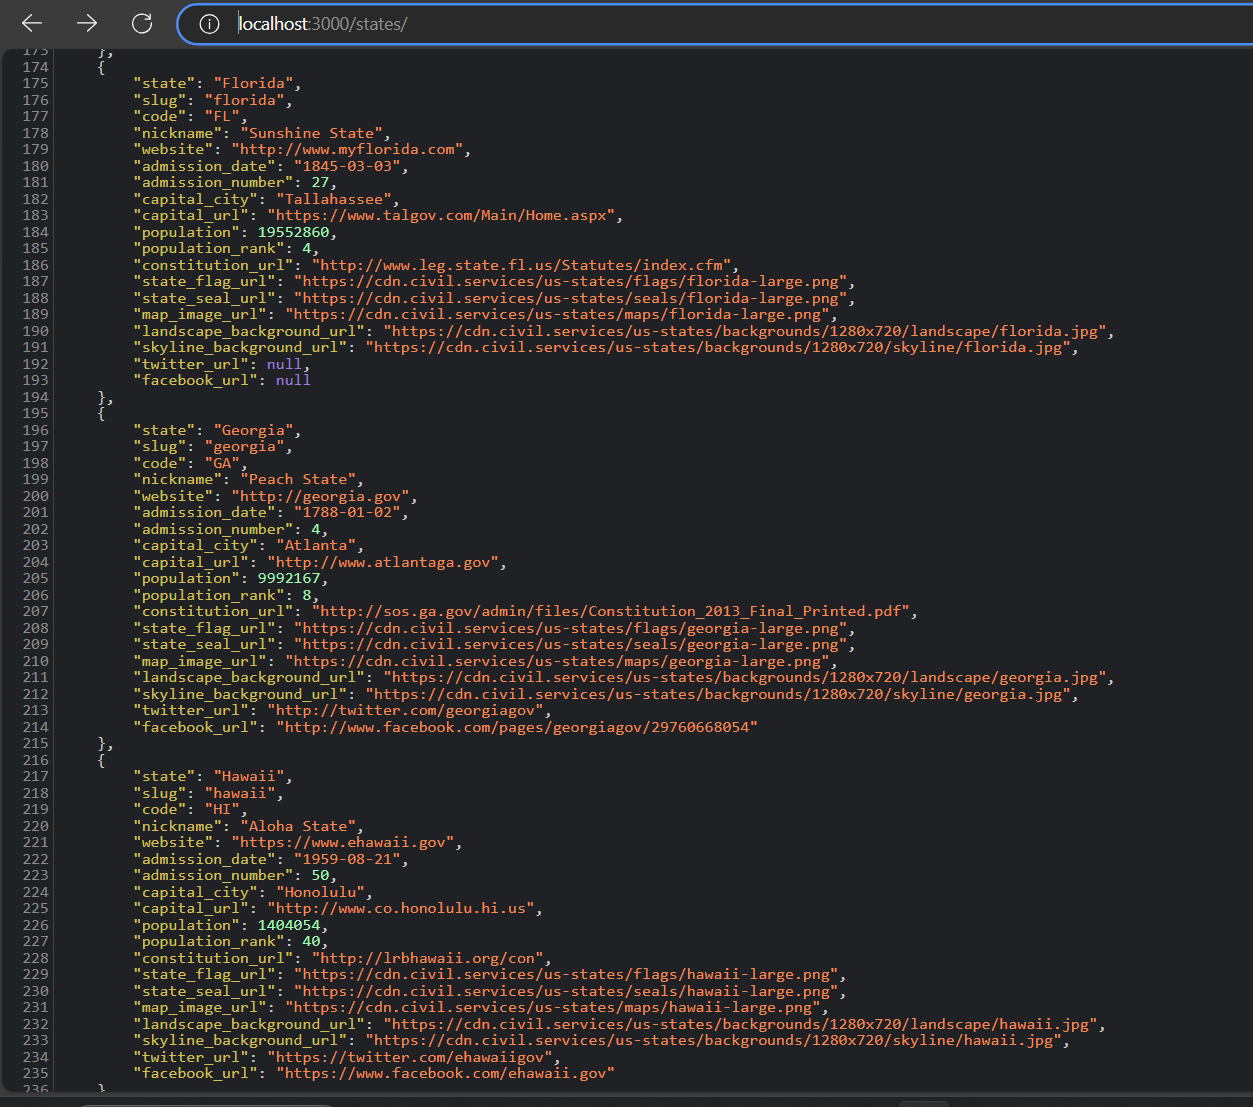 localhost:3000/states/
173 },
174 {
175 "state": "Florida",
176 "slug": "florida",
177 "code": "FL",
178 "nickname": "Sunshine State",
179 "website": "http://www.myflorida.com",
180 "admission_date": "1845-03-03",
181 "admission_number": 27,
182 "capital_city": "Tallahassee",
183 "capital_url": "https://www.talgov.com/Main/Home.aspx",
184 "population": 19552860,
185 "population_rank": 4,
186 "constitution_url": "http://www.leg.state.fl.us/Statutes/index.cfm",
187 "state_flag_url": "https://cdn.civil.services/us-states/flags/florida-large.png",
188 "state_seal_url": "https://cdn.civil.services/us-states/seals/florida-large.png",
189 "map_image_url": "https://cdn.civil.services/us-states/maps/florida-large.png",
190 "landscape_background_url": "https://cdn.civil.services/us-states/backgrounds/1280x720/landscape/florida.jpg",
191 "skyline_background_url": "https://cdn.civil.services/us-states/backgrounds/1280x720/skyline/florida.jpg",
192 "twitter_url": null,
193 "facebook_url": null
194 },
195 {
196 "state": "Georgia",
197 "slug": "georgia",
198 "code": "GA",
199 "nickname": "Peach State",
200 "website": "http://georgia.gov",
201 "admission_date": "1788-01-02",
202 "admission_number": 4,
203 "capital_city": "Atlanta",
204 "capital_url": "http://www.atlantaga.gov",
205 "population": 9992167,
206 "population_rank": 8,
207 "constitution_url": "http://sos.ga.gov/admin/files/Constitution_2013_Final_Printed.pdf",
208 "state_flag_url": "https://cdn.civil.services/us-states/flags/georgia-large.png",
209 "state_seal_url": "https://cdn.civil.services/us-states/seals/georgia-large.png",
210 "map_image_url": "https://cdn.civil.services/us-states/maps/georgia-large.png",
211 "landscape_background_url": "https://cdn.civil.services/us-states/backgrounds/1280x720/landscape/georgia.jpg",
212 "skyline_background_url": "https://cdn.civil.services/us-states/backgrounds/1280x720/skyline/georgia.jpg",
213 "twitter_url": "http://twitter.com/georgiagov",
214 "facebook_url": "http://www.facebook.com/pages/georgiagov/29760668054"
215 },
216 {
217 "state": "Hawaii",
218 "slug": "hawaii",
219 "code": "HI",
220 "nickname": "Aloha State",
221 "website": "https://www.ehawaii.gov",
222 "admission_date": "1959-08-21",
223 "admission_number": 50,
224 "capital_city": "Honolulu",
225 "capital_url": "http://www.co.honolulu.hi.us",
226 "population": 1404054,
227 "population_rank": 40,
228 "constitution_url": "http://lrbhawaii.org/con",
229 "state_flag_url": "https://cdn.civil.services/us-states/flags/hawaii-large.png",
230 "state_seal_url": "https://cdn.civil.services/us-states/seals/hawaii-large.png",
231 "map_image_url": "https://cdn.civil.services/us-states/maps/hawaii-large.png",
232 "landscape_background_url": "https://cdn.civil.services/us-states/backgrounds/1280x720/landscape/hawaii.jpg",
233 "skyline_background_url": "https://cdn.civil.services/us-states/backgrounds/1280x720/skyline/hawaii.jpg",
234 "twitter_url": "https://twitter.com/ehawaiigov",
235 "facebook_url": "https://www.facebook.com/ehawaii.gov"
236 }